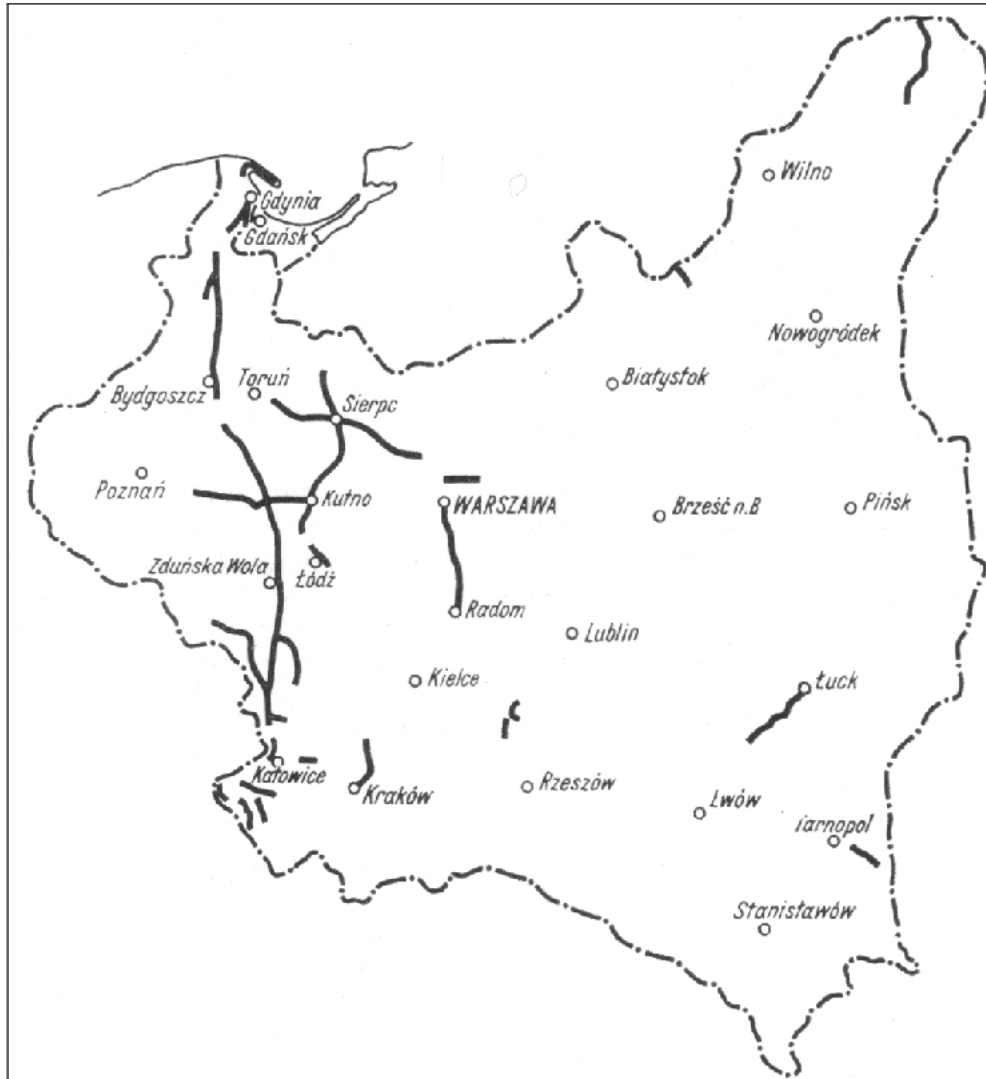 Wilno
Gdynia
Gdańsk
Nowogródek
Białystok
Bydgoszcz
Toruń
Sierpc
Poznań
Kutno
WARSZAWA
Brześć n.B
Pińsk
Zduńska Wola
Łódź
Radom
Lublin
Kielce
Łuck
Katowice
Kraków
Rzeszów
Lwów
Tarnopol
Stanisławów